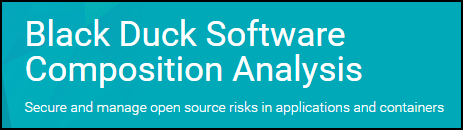 Black Duck Software
Composition Analysis
Secure and manage open source risks in applications and containers